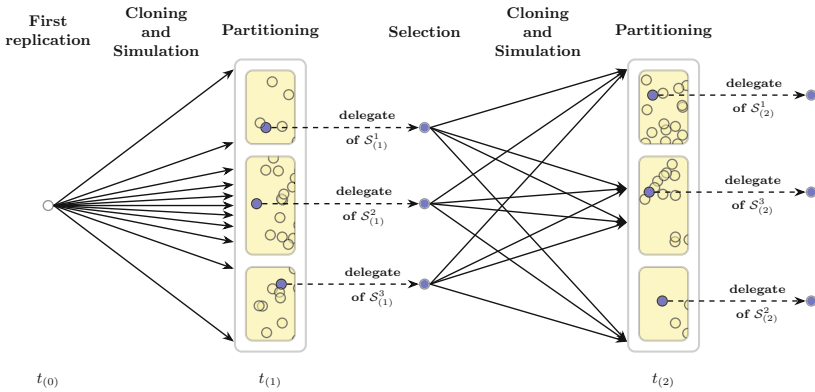 First
replication
Cloning
and
Simulation
Partitioning
Selection
Cloning
and
Simulation
Partitioning
delegate
of 𝒮¹₍₁₎
delegate
of 𝒮²₍₁₎
delegate
of 𝒮³₍₁₎
delegate
of 𝒮¹₍₂₎
delegate
of 𝒮³₍₂₎
delegate
of 𝒮²₍₂₎
t₍₀₎
t₍₁₎
t₍₂₎